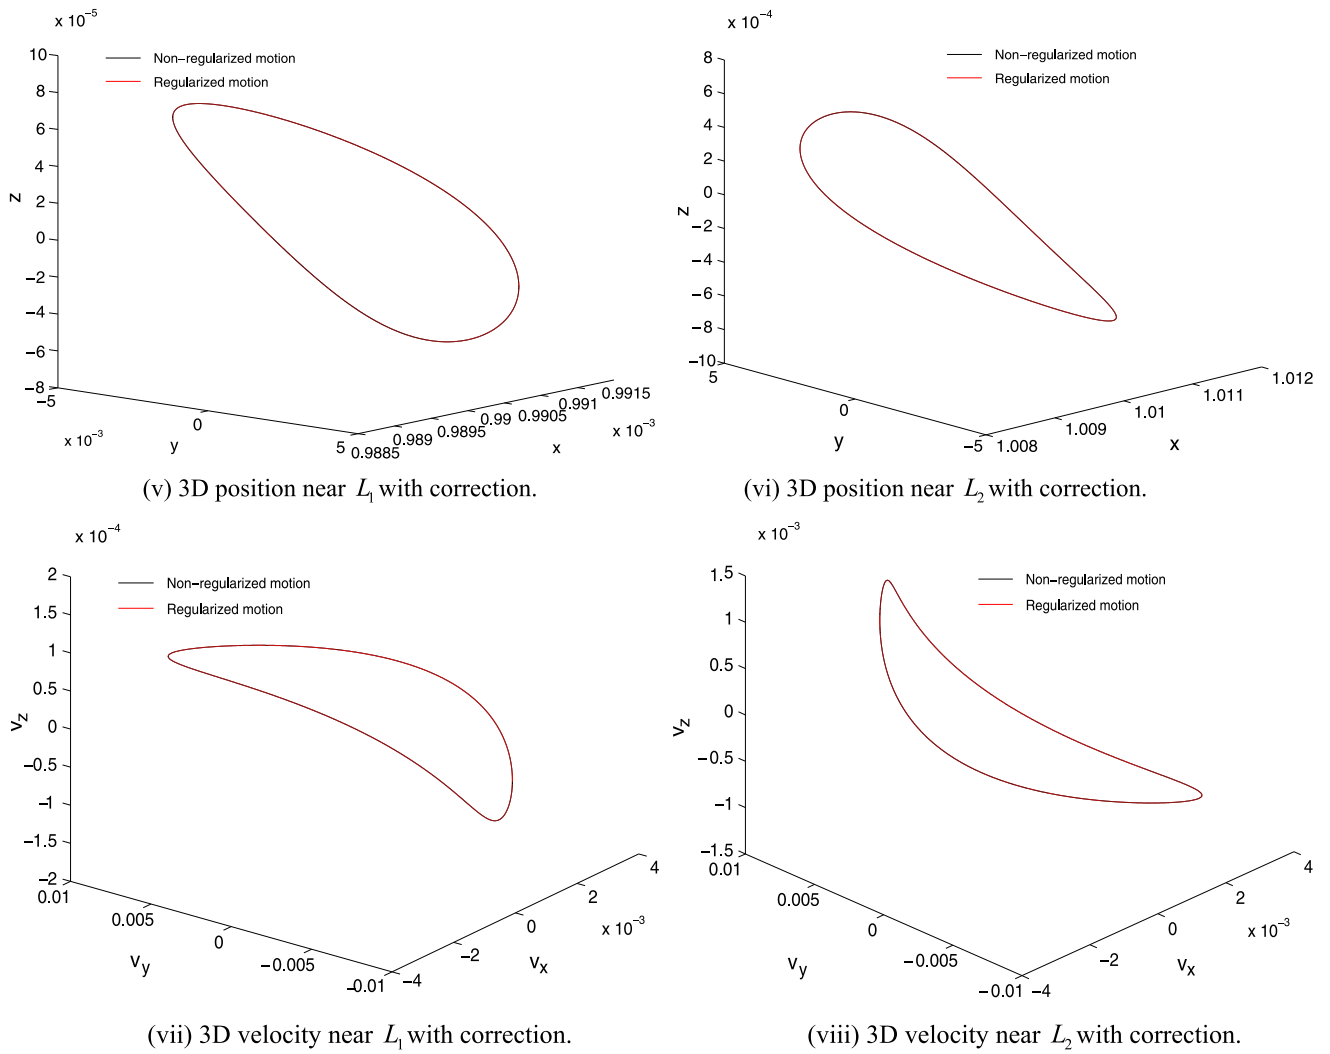 x 10⁻⁵
10
8
6
4
2
0
−2
−4
−6
−8
z
Non−regularized motion
Regularized motion
−5
0
5
x 10⁻³
y
0.9885
0.989
0.9895
0.99
0.9905
0.991
0.9915
x 10⁻³
x
(v) 3D position near L₁ with correction.
x 10⁻⁴
8
6
4
2
0
−2
−4
−6
−8
−10
z
Non−regularized motion
Regularized motion
5
0
−5
y
1.008
1.009
1.01
1.011
1.012
x
(vi) 3D position near L₂ with correction.
x 10⁻⁴
2
1.5
1
0.5
0
−0.5
−1
−1.5
−2
v_z
Non−regularized motion
Regularized motion
0.01
0.005
0
−0.005
−0.01
v_y
−4
−2
0
2
4
x 10⁻³
v_x
(vii) 3D velocity near L₁ with correction.
x 10⁻³
1.5
1
0.5
0
−0.5
−1
−1.5
v_z
Non−regularized motion
Regularized motion
0.01
0.005
0
−0.005
−0.01
v_y
−4
−2
0
2
4
x 10⁻³
v_x
(viii) 3D velocity near L₂ with correction.